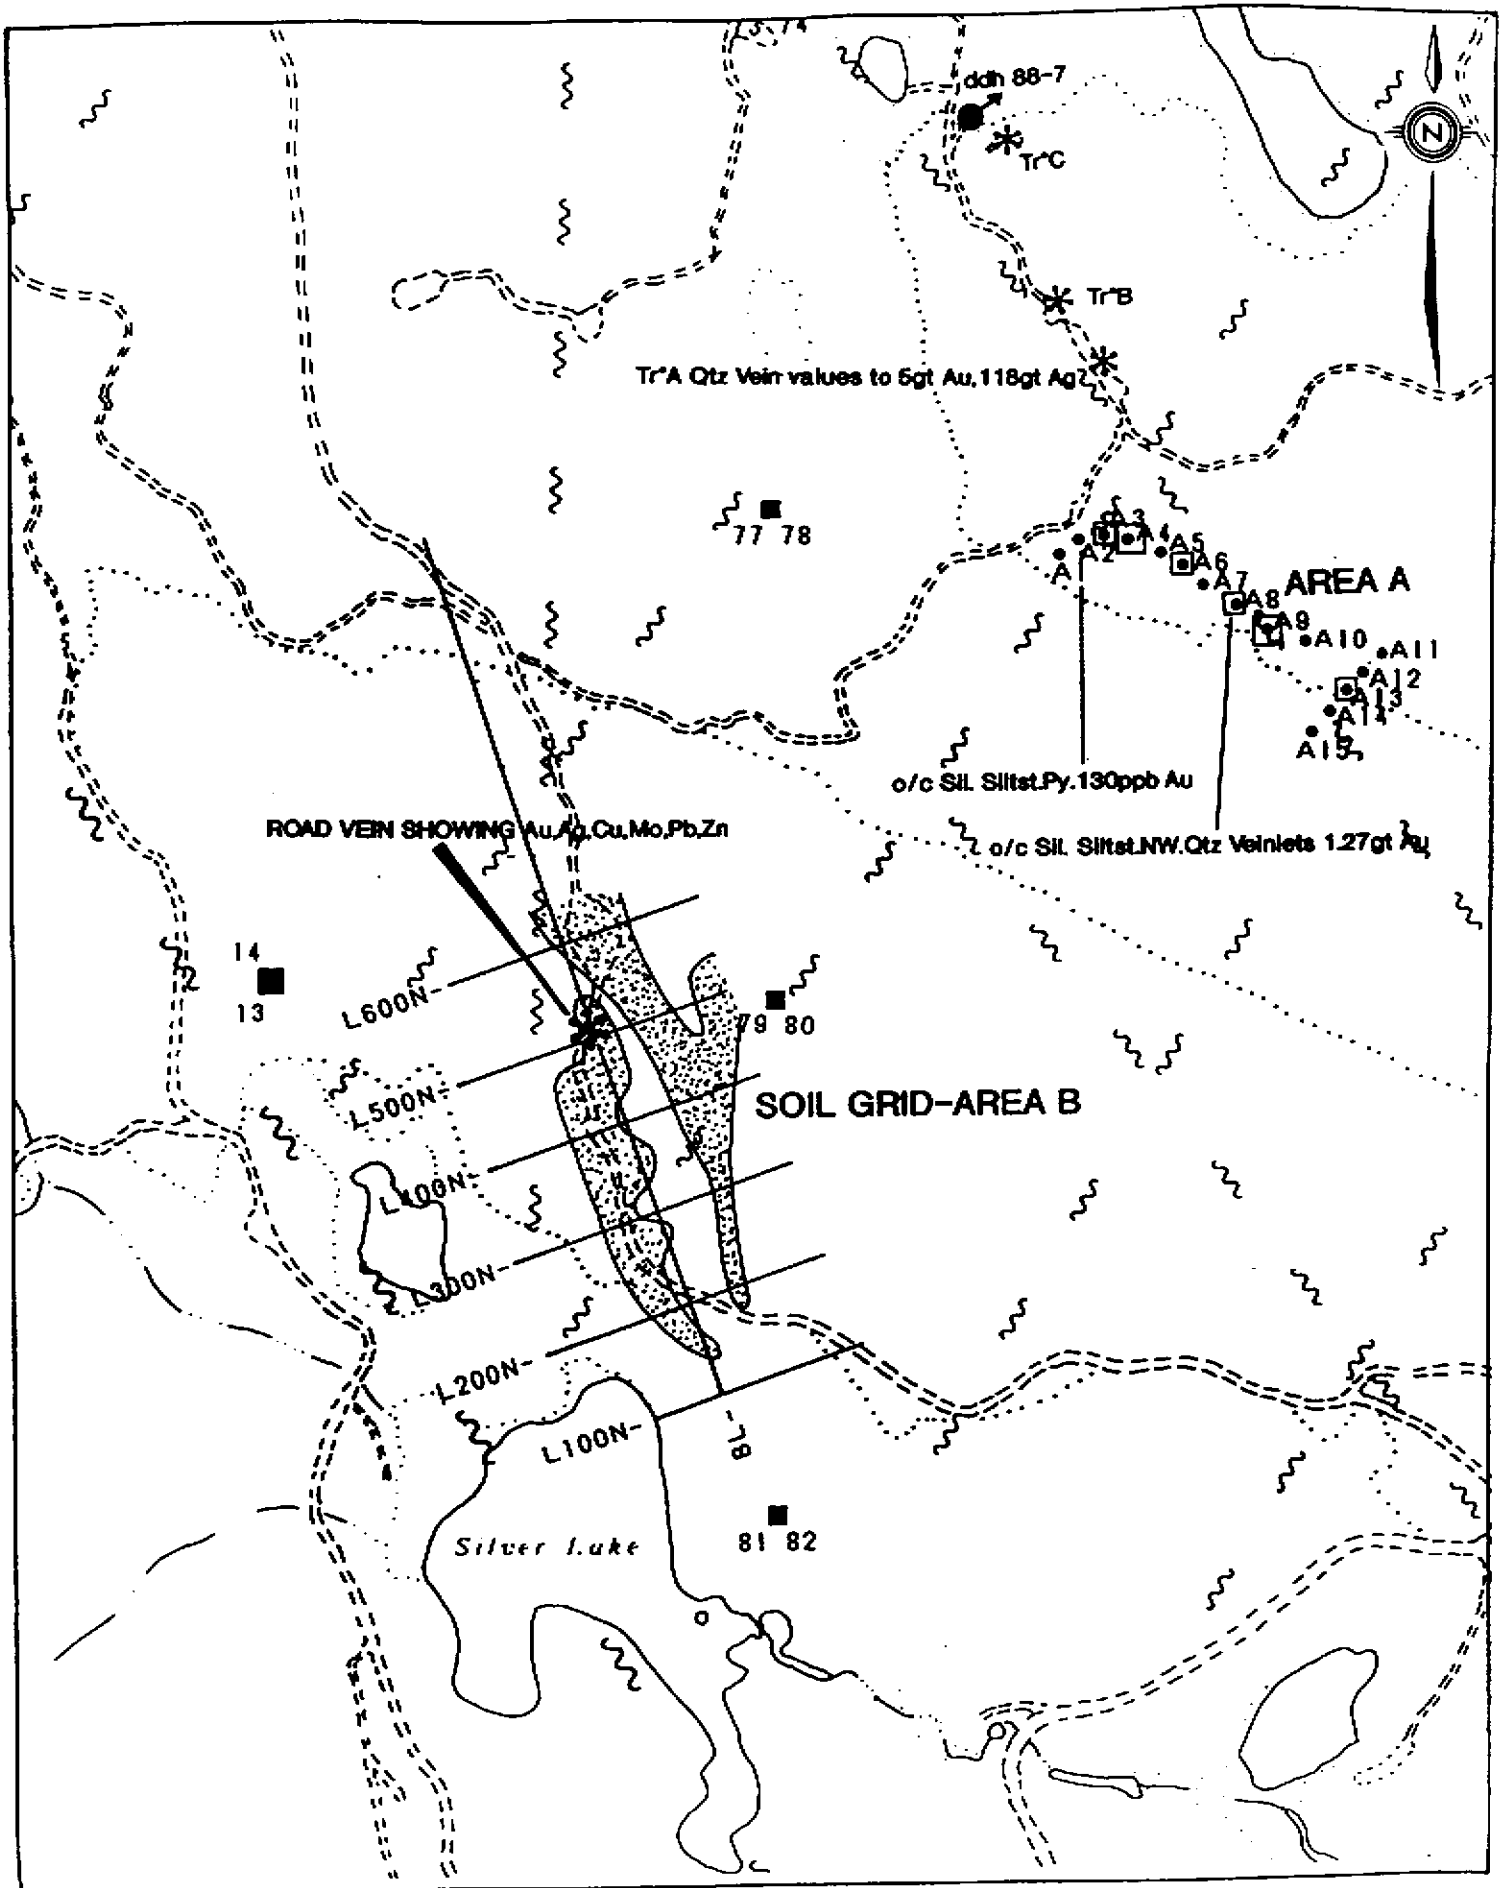 ddh 88-7
N
Tr"C
Tr"B
Tr"A Qtz Vein values to 5gt Au,118gt Ag
77 78
A
A2
A3
A4
A5
A6
A7
A8
AREA A
A9
A10
A11
A12
A13
A14
A15
o/c Sil. Siltst.Py.130ppb Au
ROAD VEIN SHOWING Au,Ag,Cu,Mo,Pb,Zn
o/c Sil. Siltst.NW.Qtz Veinlets 1.27gt Au
14
13
L600N
79 80
L500N
SOIL GRID-AREA B
L400N
L300N
L200N
L100N
BL
Silver Lake
81 82